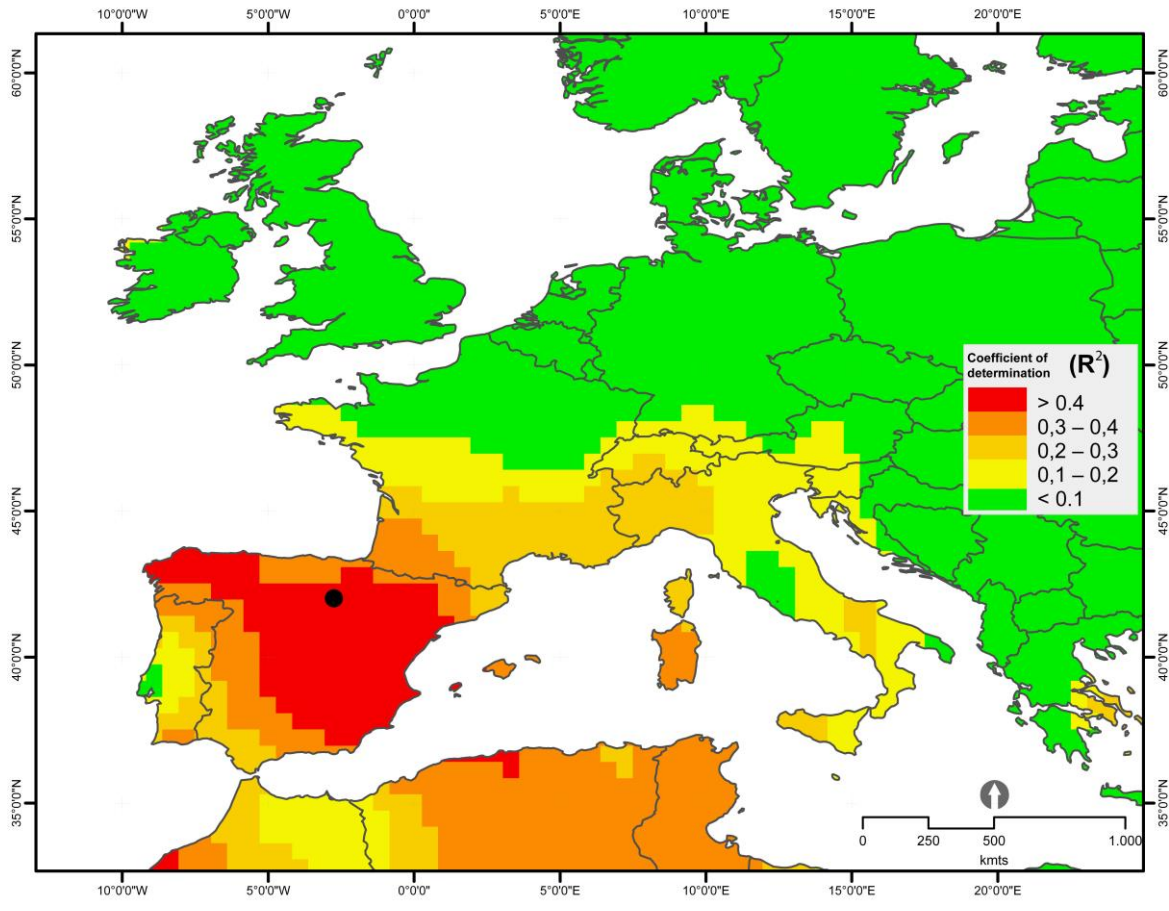 10°0'0"W 5°0'0"W 0°0'0" 5°0'0"E 10°0'0"E 15°0'0"E 20°0'0"E
60°0'0"N 60°0'0"N
55°0'0"N 55°0'0"N
50°0'0"N 50°0'0"N
Coefficient of
determination (R²)
> 0.4
0,3 – 0,4
0,2 – 0,3
0,1 – 0,2
< 0.1
45°0'0"N 45°0'0"N
40°0'0"N 40°0'0"N
35°0'0"N 35°0'0"N
0 250 500 1.000
kmts
10°0'0"W 5°0'0"W 0°0'0" 5°0'0"E 10°0'0"E 15°0'0"E 20°0'0"E